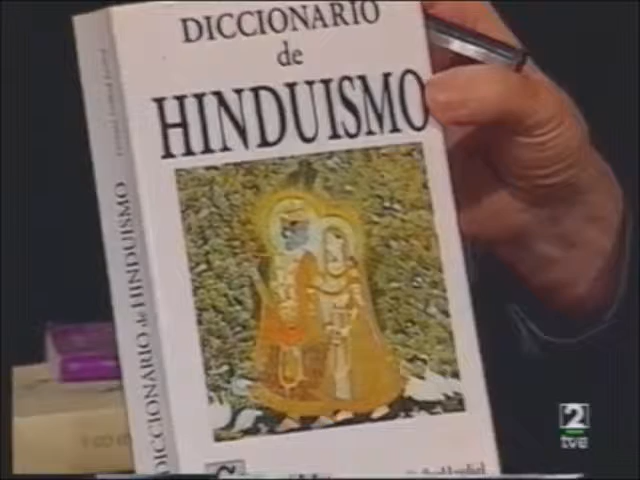 DICCIONARIO
de
HINDUISMO
DICCIONARIO de HINDUISMO
2
tve